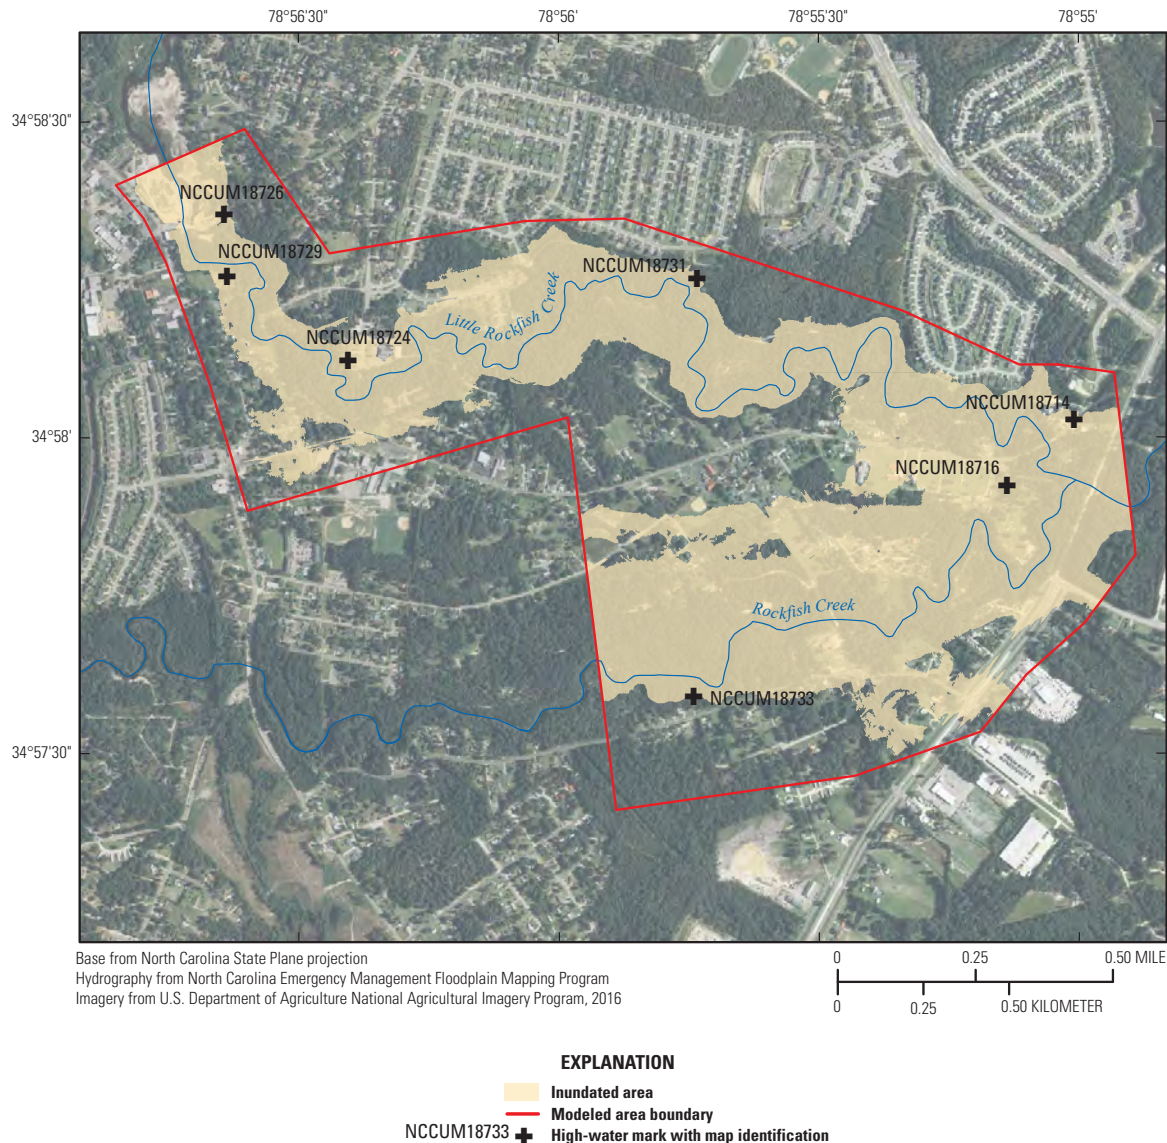 78°56'30" 78°56' 78°55'30" 78°55'
34°58'30"
NCCUM18726
NCCUM18729
NCCUM18731
Little Rockfish Creek
NCCUM18724
NCCUM18714
34°58'
NCCUM18716
Rockfish Creek
NCCUM18733
34°57'30"
Base from North Carolina State Plane projection
Hydrography from North Carolina Emergency Management Floodplain Mapping Program
Imagery from U.S. Department of Agriculture National Agricultural Imagery Program, 2016
0 0.25 0.50 MILE
0 0.25 0.50 KILOMETER
EXPLANATION
Inundated area
Modeled area boundary
NCCUM18733 High-water mark with map identification